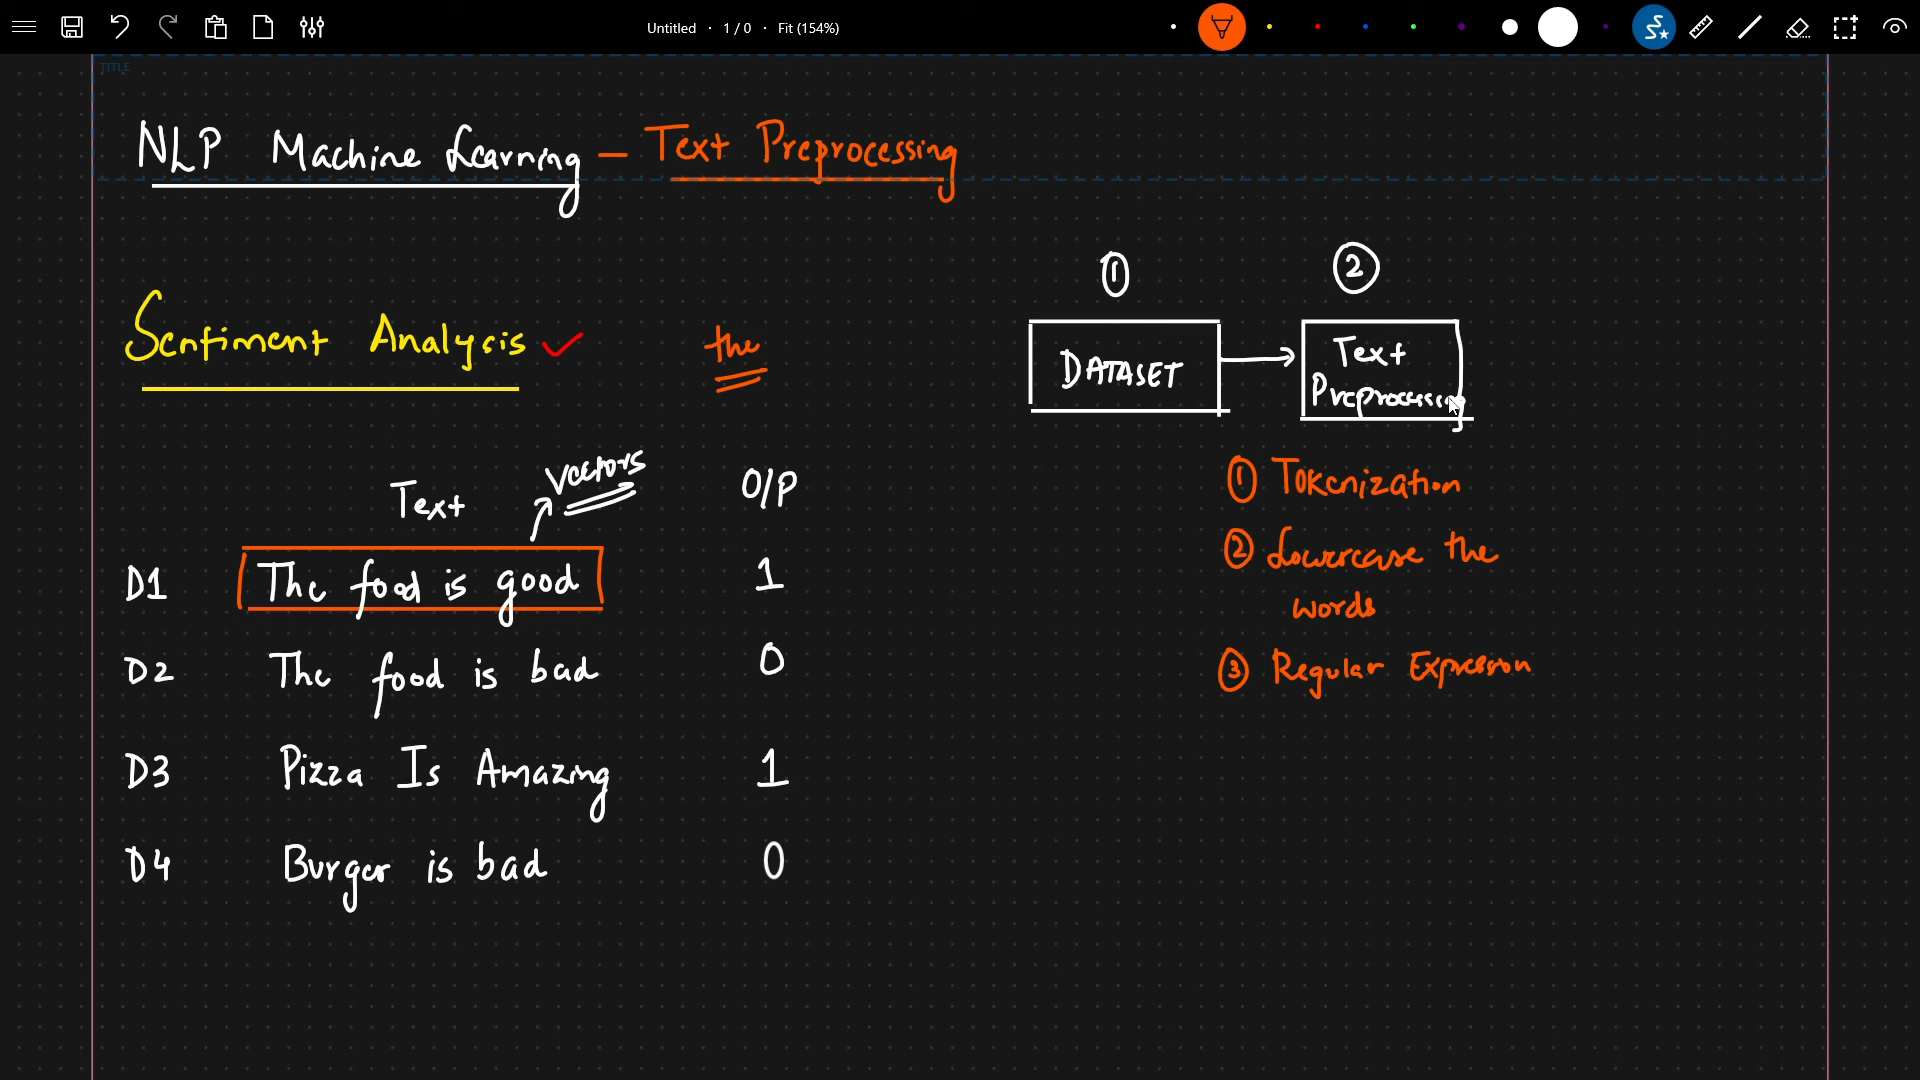 Untitled · 1 / 0 · Fit (154%)
TITLE
NLP Machine Learning – Text Preprocessing
Sentiment Analysis
the
Text
Vectors
O/P
D1 The food is good 1
D2 The food is bad 0
D3 Pizza Is Amazing 1
D4 Burger is bad 0
① ②
DATASET
Text
Preprocessing
① Tokenization
② Lowercase the
words
③ Regular Expression